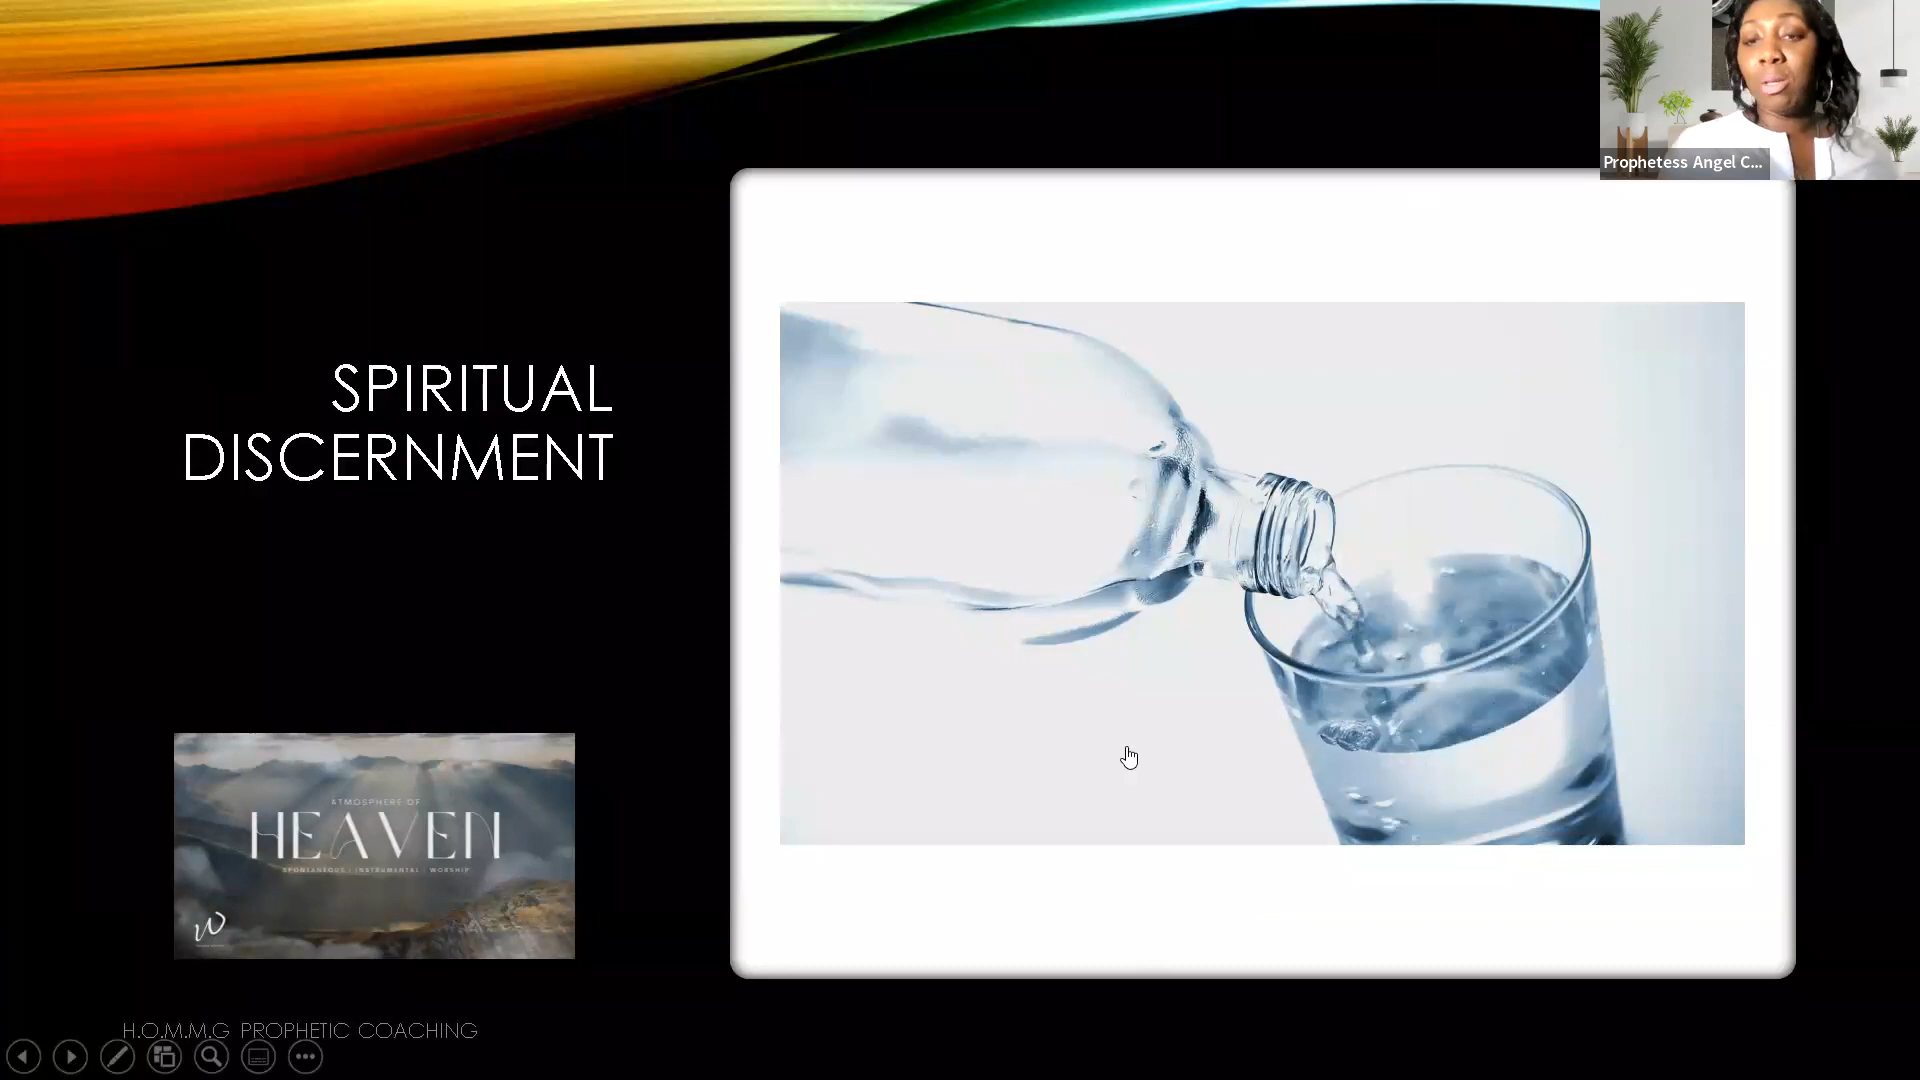 Prophetess Angel C...
SPIRITUAL
DISCERNMENT
ATMOSPHERE OF
HEAVEN
SPONTANEOUS | INSTRUMENTAL | WORSHIP
W
H.O.M.M.G PROPHETIC COACHING